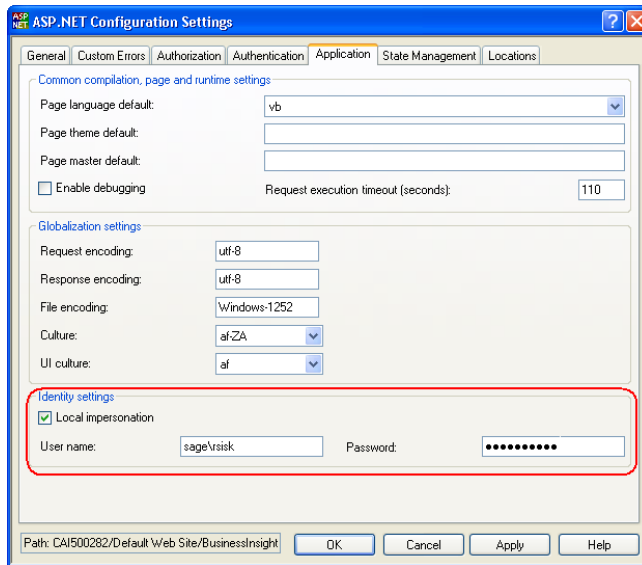 ASP.NET Configuration Settings
General Custom Errors Authorization Authentication Application State Management Locations
Common compilation, page and runtime settings
Page language default: vb
Page theme default:
Page master default:
Enable debugging Request execution timeout (seconds): 110
Globalization settings
Request encoding: utf-8
Response encoding: utf-8
File encoding: Windows-1252
Culture: af-ZA
UI culture: af
Identity settings
Local impersonation
User name: sage\rsisk Password: ●●●●●●●●●●
Path: CAI500282/Default Web Site/BusinessInsight OK Cancel Apply Help